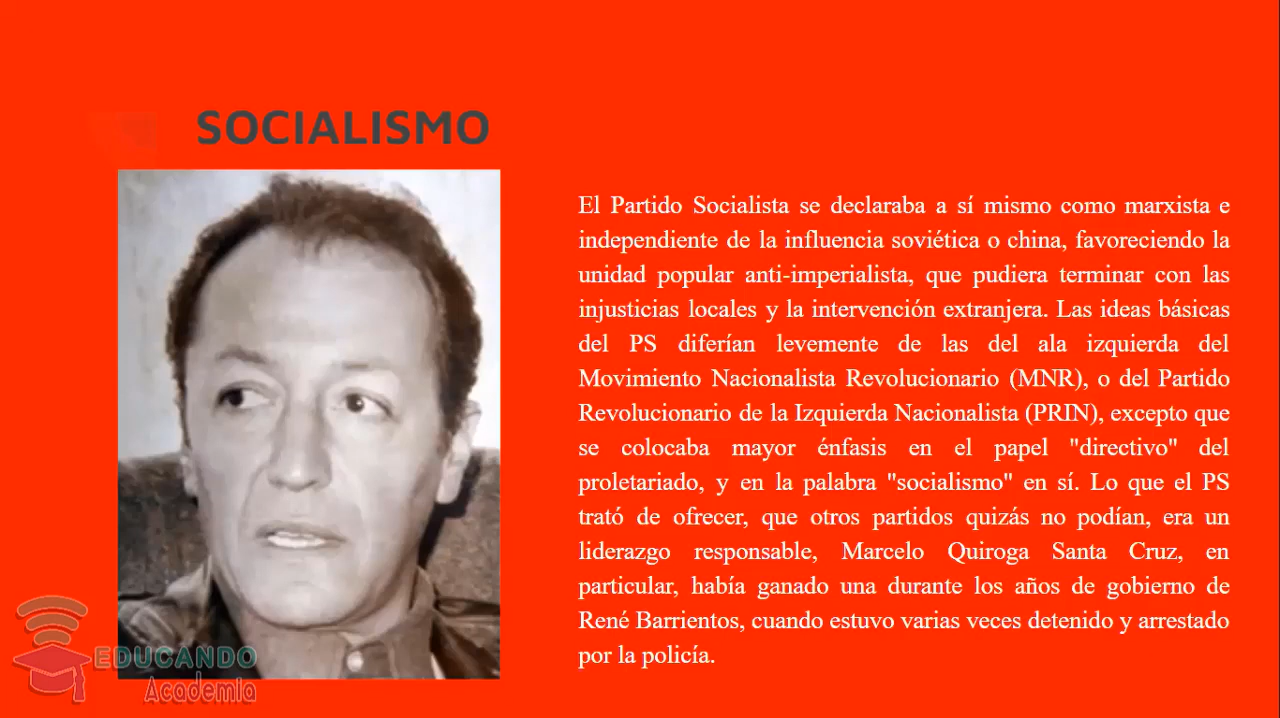 SOCIALISMO
El Partido Socialista se declaraba a sí mismo como marxista e
independiente de la influencia soviética o china, favoreciendo la
unidad popular anti-imperialista, que pudiera terminar con las
injusticias locales y la intervención extranjera. Las ideas básicas
del PS diferían levemente de las del ala izquierda del
Movimiento Nacionalista Revolucionario (MNR), o del Partido
Revolucionario de la Izquierda Nacionalista (PRIN), excepto que
se colocaba mayor énfasis en el papel "directivo" del
proletariado, y en la palabra "socialismo" en sí. Lo que el PS
trató de ofrecer, que otros partidos quizás no podían, era un
liderazgo responsable, Marcelo Quiroga Santa Cruz, en
particular, había ganado una durante los años de gobierno de
René Barrientos, cuando estuvo varias veces detenido y arrestado
por la policía.
EDUCANDO
Academia